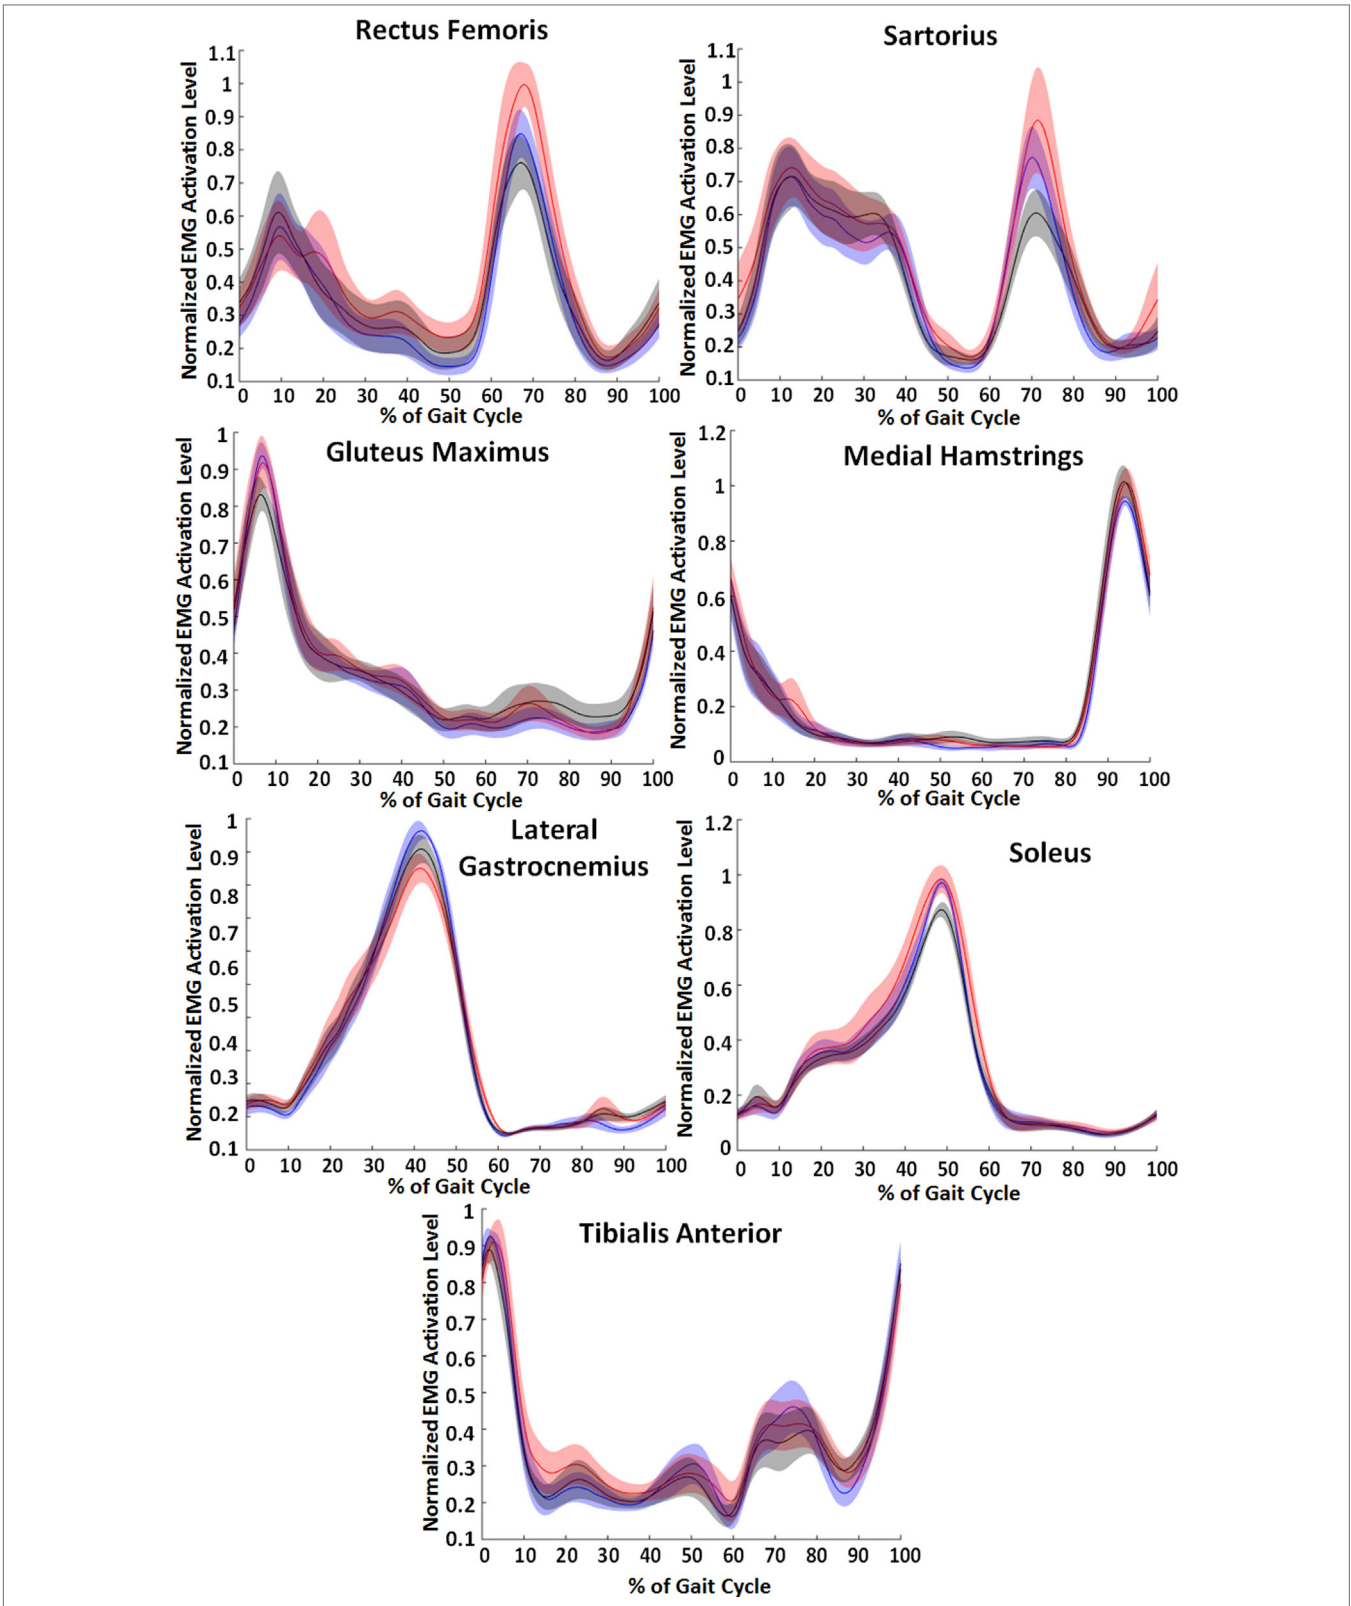 Rectus Femoris
Normalized EMG Activation Level
1.1
1
0.9
0.8
0.7
0.6
0.5
0.4
0.3
0.2
0.1
0 10 20 30 40 50 60 70 80 90 100
% of Gait Cycle
Sartorius
Normalized EMG Activation Level
1.1
1
0.9
0.8
0.7
0.6
0.5
0.4
0.3
0.2
0.1
0 10 20 30 40 50 60 70 80 90 100
% of Gait Cycle
Gluteus Maximus
Normalized EMG Activation Level
1
0.9
0.8
0.7
0.6
0.5
0.4
0.3
0.2
0.1
0 10 20 30 40 50 60 70 80 90 100
% of Gait Cycle
Medial Hamstrings
Normalized EMG Activation Level
1.2
1
0.8
0.6
0.4
0.2
0
0 10 20 30 40 50 60 70 80 90 100
% of Gait Cycle
Lateral
Gastrocnemius
Normalized EMG Activation Level
1
0.9
0.8
0.7
0.6
0.5
0.4
0.3
0.2
0.1
0 10 20 30 40 50 60 70 80 90 100
% of Gait Cycle
Soleus
Normalized EMG Activation Level
1.2
1
0.8
0.6
0.4
0.2
0
0 10 20 30 40 50 60 70 80 90 100
% of Gait Cycle
Tibialis Anterior
Normalized EMG Activation Level
1
0.9
0.8
0.7
0.6
0.5
0.4
0.3
0.2
0.1
0 10 20 30 40 50 60 70 80 90 100
% of Gait Cycle